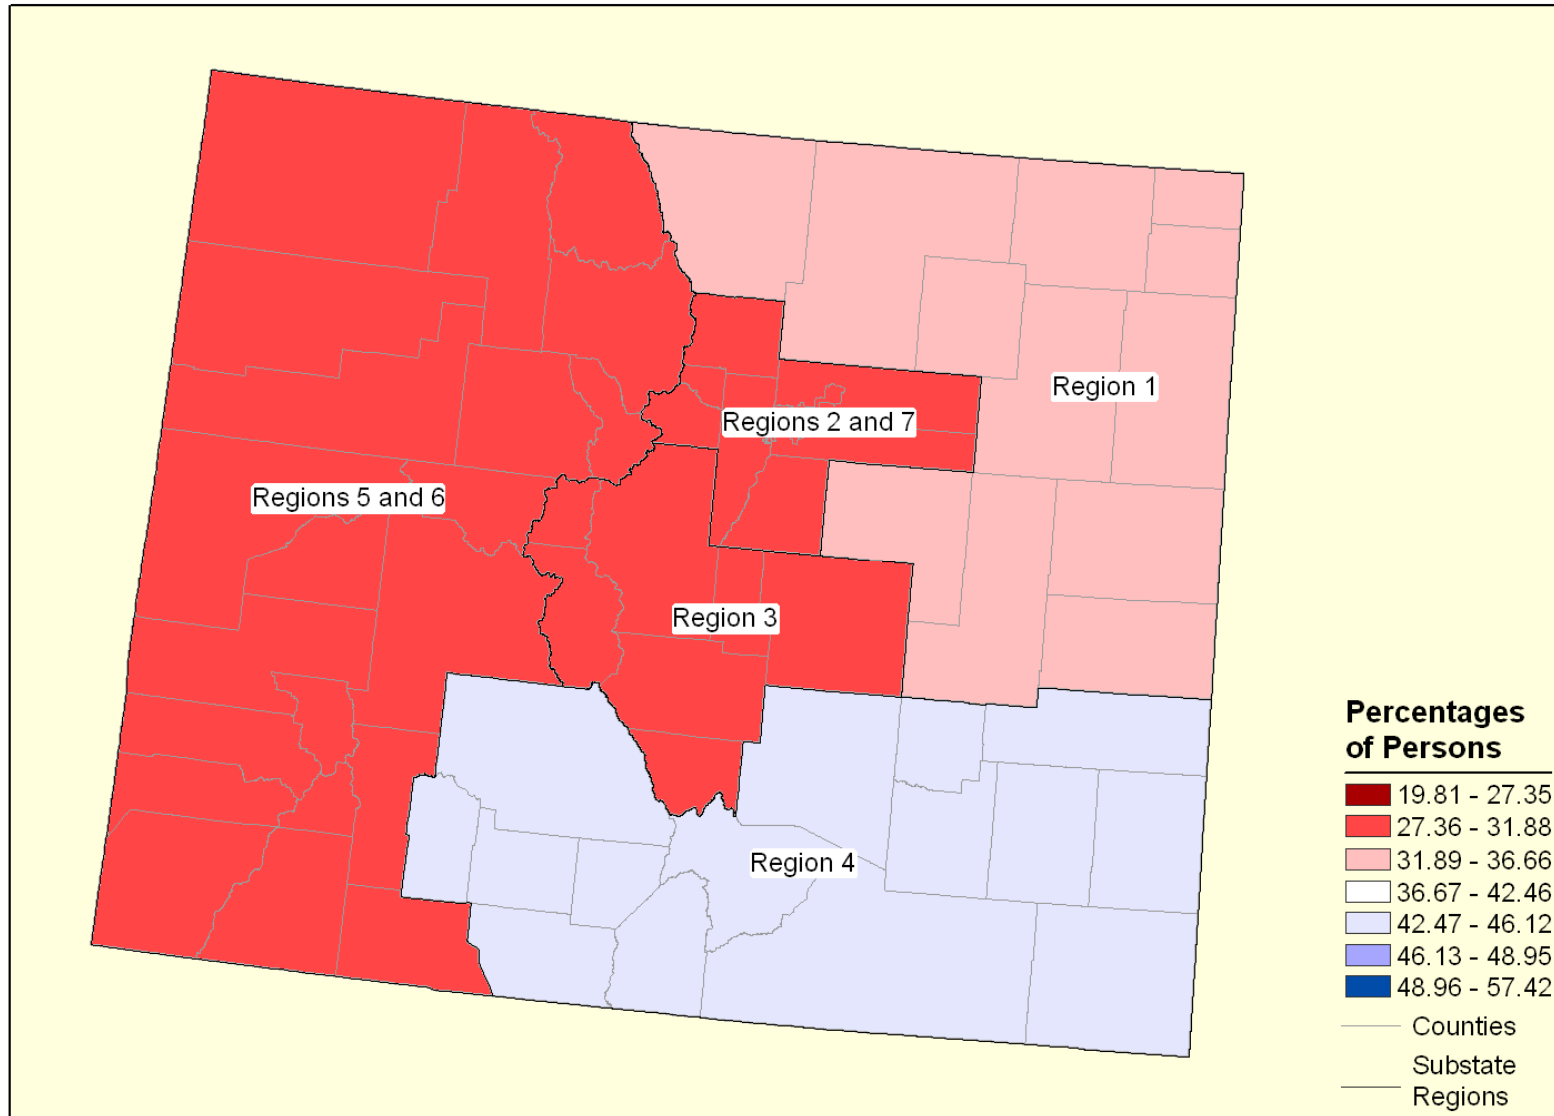 Region 1
Regions 2 and 7
Regions 5 and 6
Region 3
Region 4
Percentages
of Persons
19.81 - 27.35
27.36 - 31.88
31.89 - 36.66
36.67 - 42.46
42.47 - 46.12
46.13 - 48.95
48.96 - 57.42
Counties
Substate
Regions